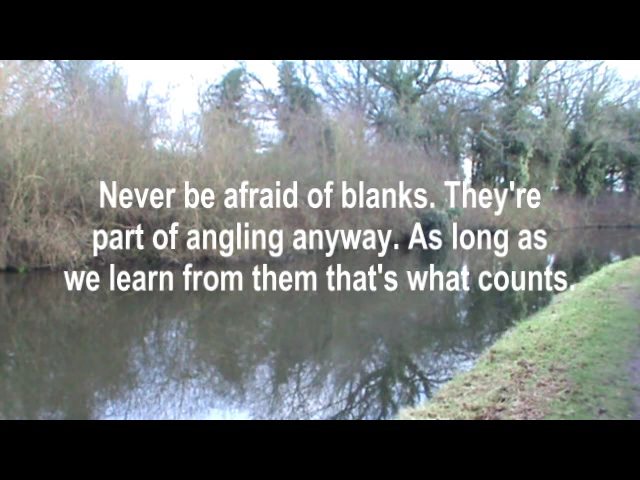 Never be afraid of blanks. They're
part of angling anyway. As long as
we learn from them that's what counts.